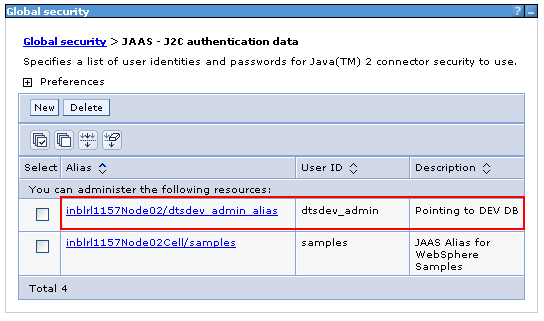 Global security
Global security > JAAS - J2C authentication data
Specifies a list of user identities and passwords for Java(TM) 2 connector security to use.
Preferences
New Delete
Select Alias User ID Description
You can administer the following resources:
inblrl1157Node02/dtsdev_admin_alias dtsdev_admin Pointing to DEV DB
inblrl1157Node02Cell/samples samples JAAS Alias for
WebSphere
Samples
Total 4